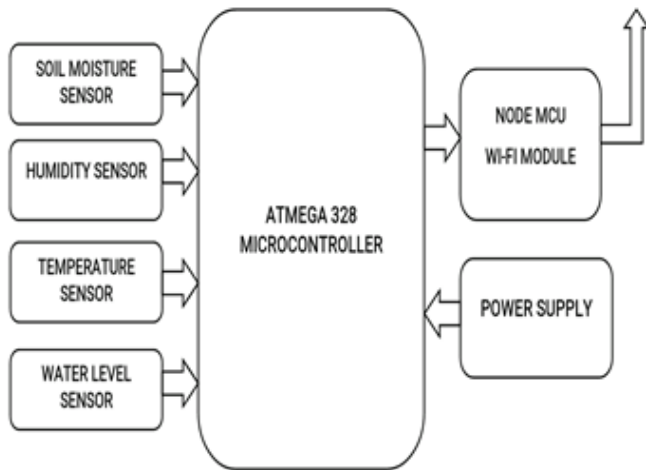 SOIL MOISTURE
SENSOR
HUMIDITY SENSOR
TEMPERATURE
SENSOR
WATER LEVEL
SENSOR
ATMEGA 328
MICROCONTROLLER
NODE MCU
WI-FI MODULE
POWER SUPPLY